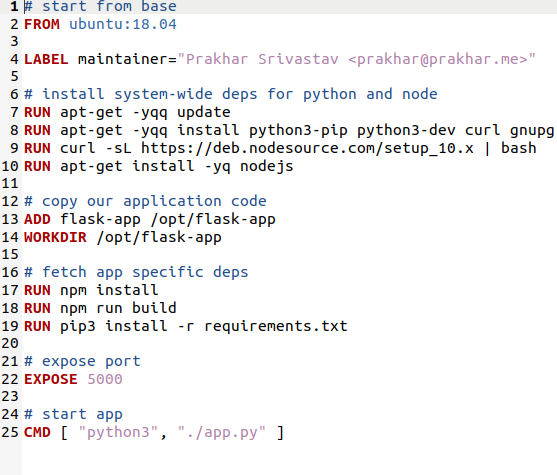 1 # start from base
2 FROM ubuntu:18.04
3
4 LABEL maintainer="Prakhar Srivastav <prakhar@prakhar.me>"
5
6 # install system-wide deps for python and node
7 RUN apt-get -yqq update
8 RUN apt-get -yqq install python3-pip python3-dev curl gnupg
9 RUN curl -sL https://deb.nodesource.com/setup_10.x | bash
10 RUN apt-get install -yq nodejs
11
12 # copy our application code
13 ADD flask-app /opt/flask-app
14 WORKDIR /opt/flask-app
15
16 # fetch app specific deps
17 RUN npm install
18 RUN npm run build
19 RUN pip3 install -r requirements.txt
20
21 # expose port
22 EXPOSE 5000
23
24 # start app
25 CMD [ "python3", "./app.py" ]